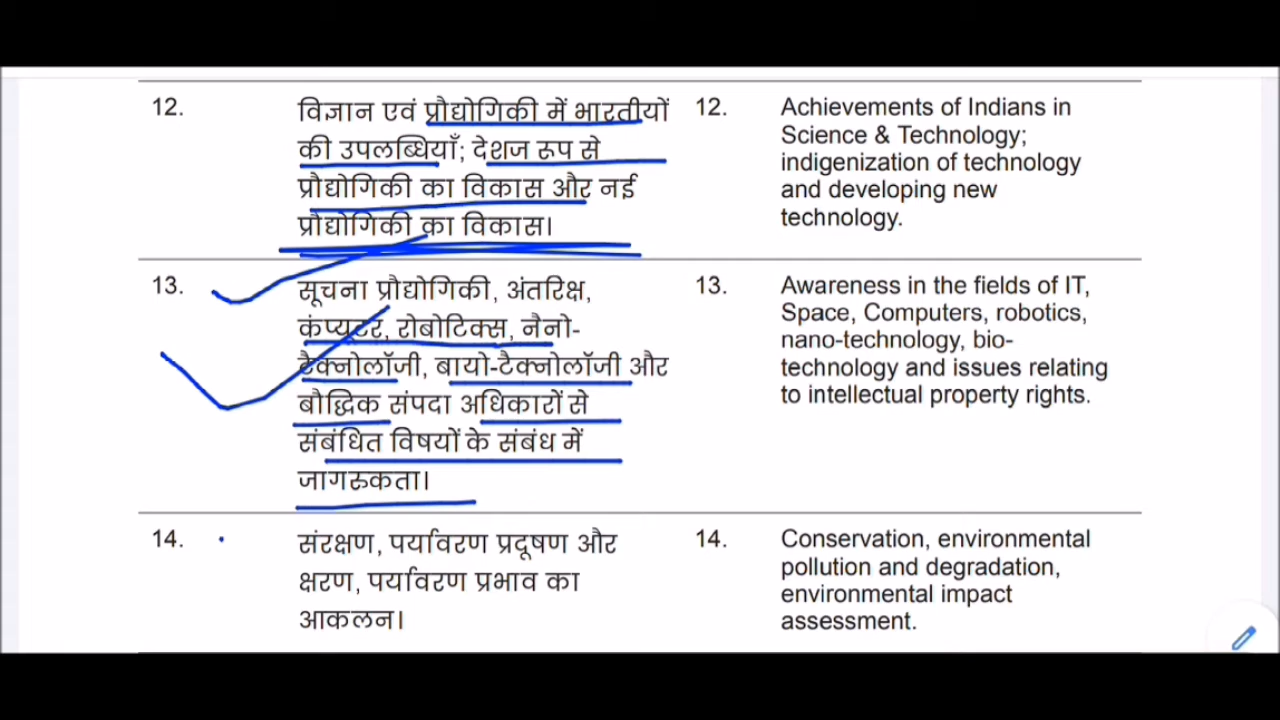 12.
विज्ञान एवं प्रौद्योगिकी में भारतीयों
की उपलब्धियाँ; देशज रूप से
प्रौद्योगिकी का विकास और नई
प्रौद्योगिकी का विकास।
12.
Achievements of Indians in
Science & Technology;
indigenization of technology
and developing new
technology.
13.
सूचना प्रौद्योगिकी, अंतरिक्ष,
कंप्यूटर, रोबोटिक्स, नैनो-
टैक्नोलॉजी, बायो-टैक्नोलॉजी और
बौद्धिक संपदा अधिकारों से
संबंधित विषयों के संबंध में
जागरुकता।
13.
Awareness in the fields of IT,
Space, Computers, robotics,
nano-technology, bio-
technology and issues relating
to intellectual property rights.
14.
संरक्षण, पर्यावरण प्रदूषण और
क्षरण, पर्यावरण प्रभाव का
आकलन।
14.
Conservation, environmental
pollution and degradation,
environmental impact
assessment.